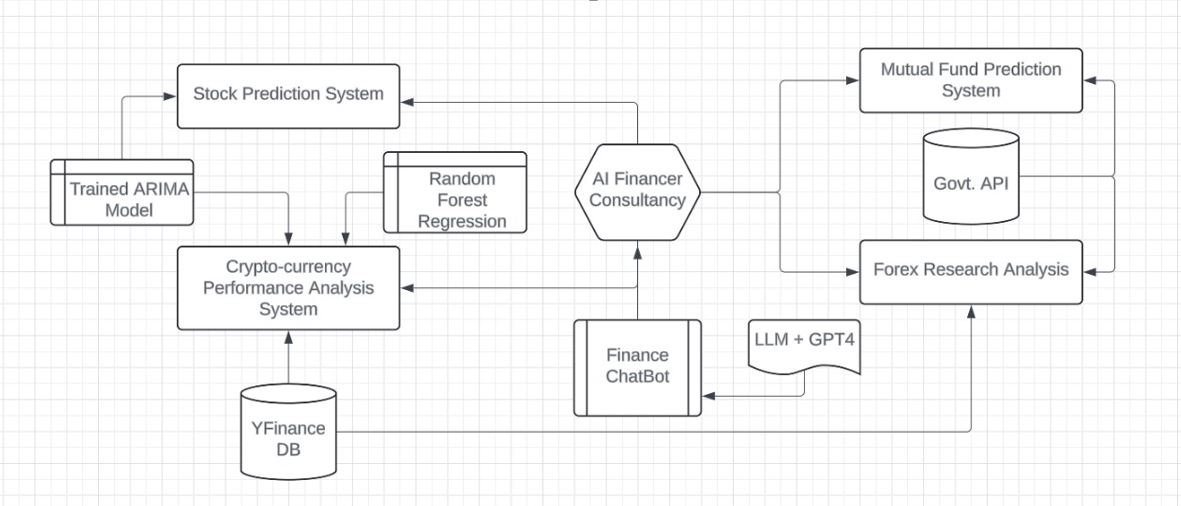 Stock Prediction System
Mutual Fund Prediction
System
Trained ARIMA
Model
Random
Forest
Regression
AI Financer
Consultancy
Govt. API
Crypto-currency
Performance Analysis
System
Forex Research Analysis
Finance
ChatBot
LLM + GPT4
YFinance
DB